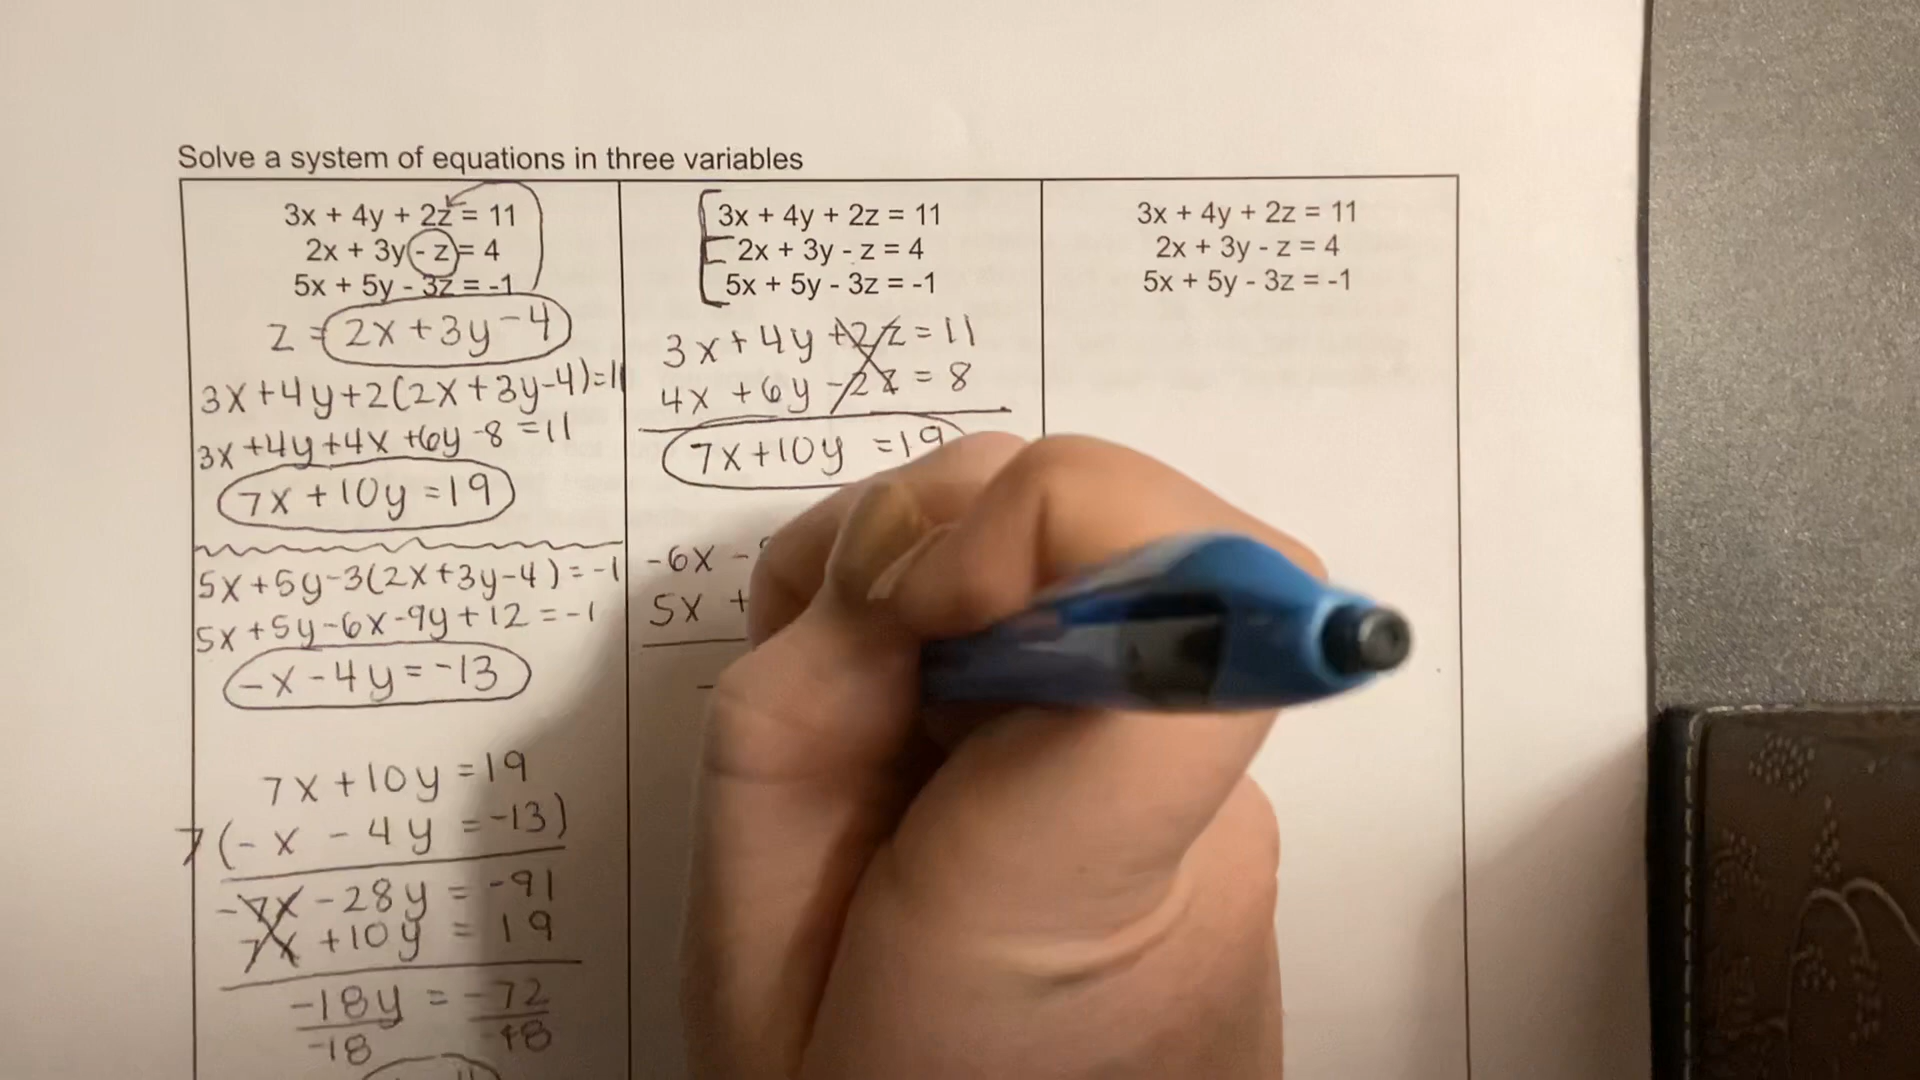 Solve a system of equations in three variables
3x + 4y + 2z = 11
2x + 3y - z = 4
5x + 5y - 3z = -1
z = 2x+3y-4
3x+4y+2(2x+3y-4)=11
3x+4y+4x+6y-8=11
7x+10y=19
5x+5y-3(2x+3y-4)=-1
5x+5y-6x-9y+12=-1
-x-4y=-13
7x+10y=19
7(-x-4y=-13)
-7x-28y=-91
7x+10y=19
-18y=-72
-18 -18
3x + 4y + 2z = 11
2x + 3y - z = 4
5x + 5y - 3z = -1
3x+4y+2z=11
4x+6y-2z=8
7x+10y=19
-6x -
5x +
-
3x + 4y + 2z = 11
2x + 3y - z = 4
5x + 5y - 3z = -1